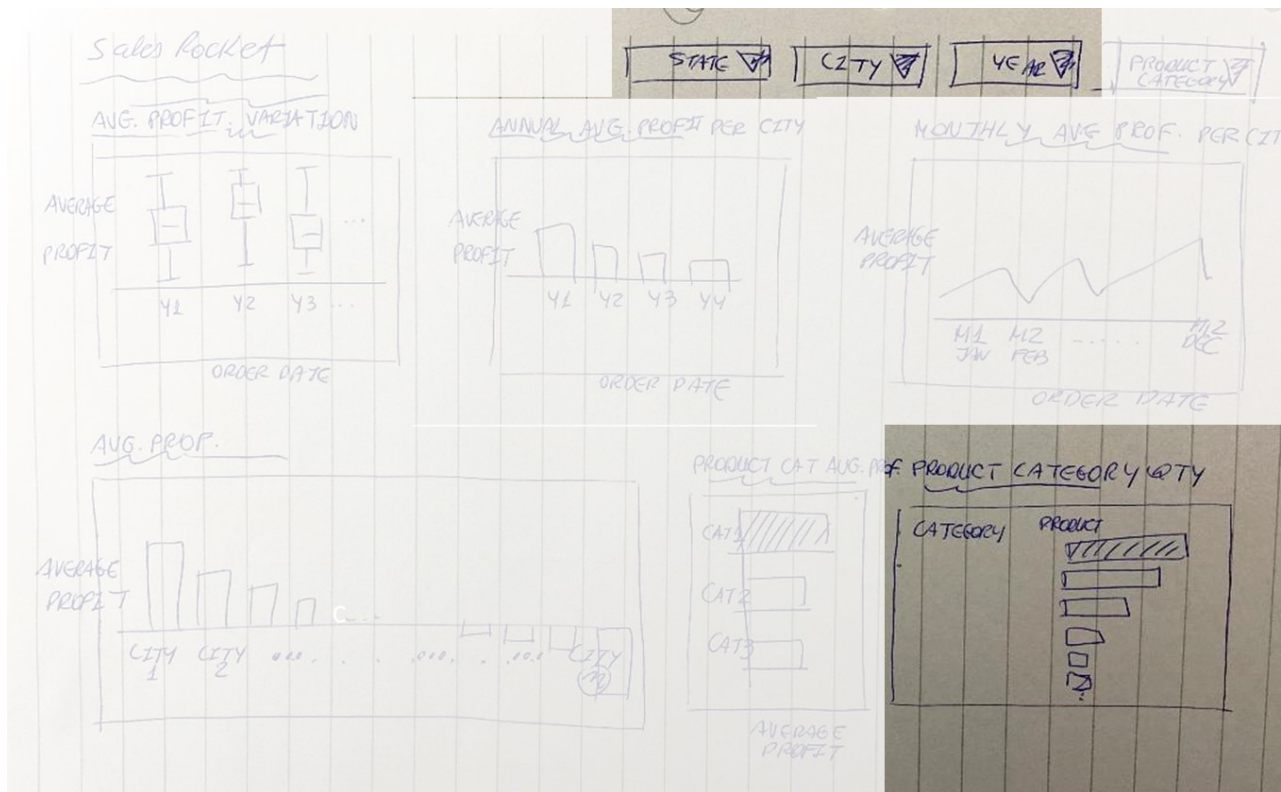 Sales Rocket
STATE CITY YEAR PRODUCT CATEGORY
AVG. PROFIT. VARIATION
AVERAGE
PROFIT
Y1 Y2 Y3 ...
ORDER DATE
ANNUAL AVG. PROFIT PER CITY
AVERAGE
PROFIT
Y1 Y2 Y3 Y4
ORDER DATE
MONTHLY AVG PROF. PER CIT
AVERAGE
PROFIT
M1 M2 ..... M12
JAN FEB DEC
ORDER DATE
AVG. PROP.
AVERAGE
PROFIT
CITY CITY ... CITY
1 2 n
PRODUCT CAT AVG. PROF.
CAT1
CAT2
CAT3
AVERAGE
PROFIT
PRODUCT CATEGORY QTY
CATEGORY PRODUCT